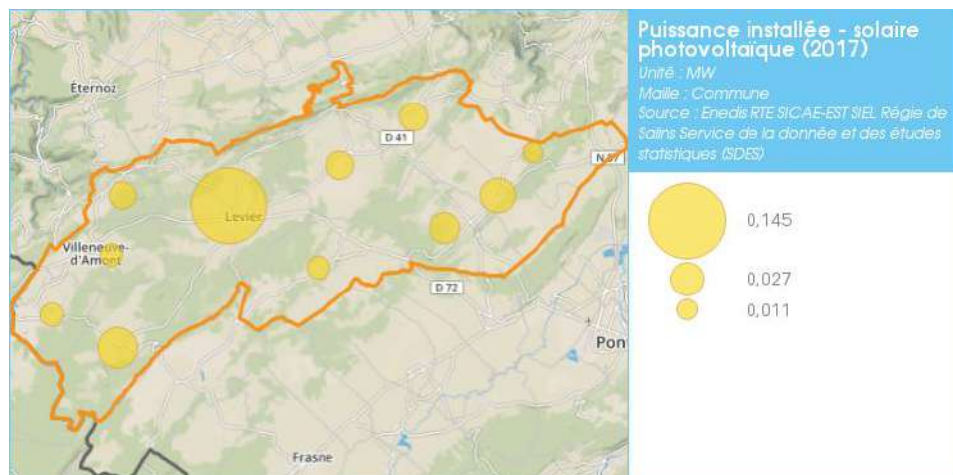 Éternoz
D 41
N 57
Levier
Villeneuve-
d'Amont
D 72
Pont
Frasne
Puissance installée - solaire
photovoltaïque (2017)
Unité : MW
Maille : Commune
Source : Enedis RTE SICAE-EST SIEL Régie de
Salins Service de la donnée et des études
statistiques (SDES)
0,145
0,027
0,011